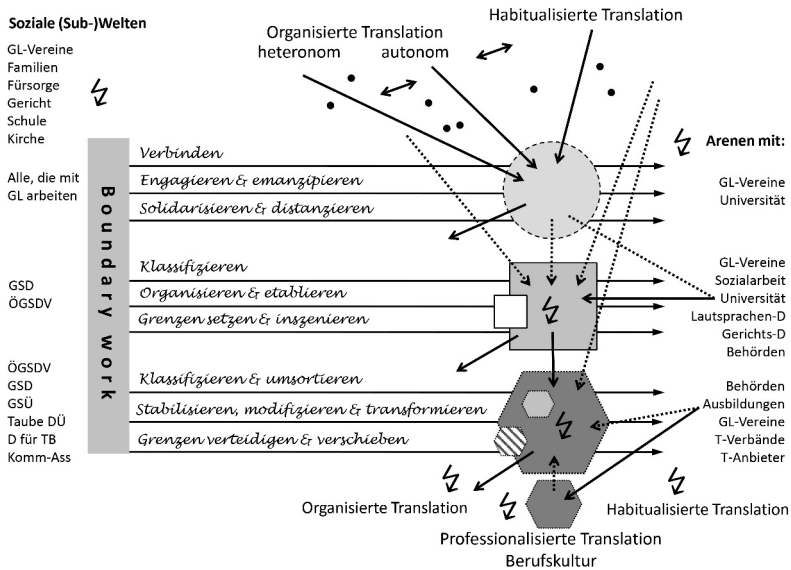 Soziale (Sub-)Welten
GL-Vereine
Familien
Fürsorge
Gericht
Schule
Kirche
Alle, die mit
GL arbeiten
GSD
ÖGSDV
ÖGSDV
GSD
GSÜ
Taube DÜ
D für TB
Komm-Ass
Boundary work
Organisierte Translation
heteronom autonom
Habitualisierte Translation
Verbinden
Engagieren & emanzipieren
Solidarisieren & distanzieren
Klassifizieren
Organisieren & etablieren
Grenzen setzen & inszenieren
Klassifizieren & umsortieren
Stabilisieren, modifizieren & transformieren
Grenzen verteidigen & verschieben
Arenen mit:
GL-Vereine
Universität
GL-Vereine
Sozialarbeit
Universität
Lautsprachen-D
Gerichts-D
Behörden
Behörden
Ausbildungen
GL-Vereine
T-Verbände
T-Anbieter
Organisierte Translation
Habitualisierte Translation
Professionalisierte Translation
Berufskultur